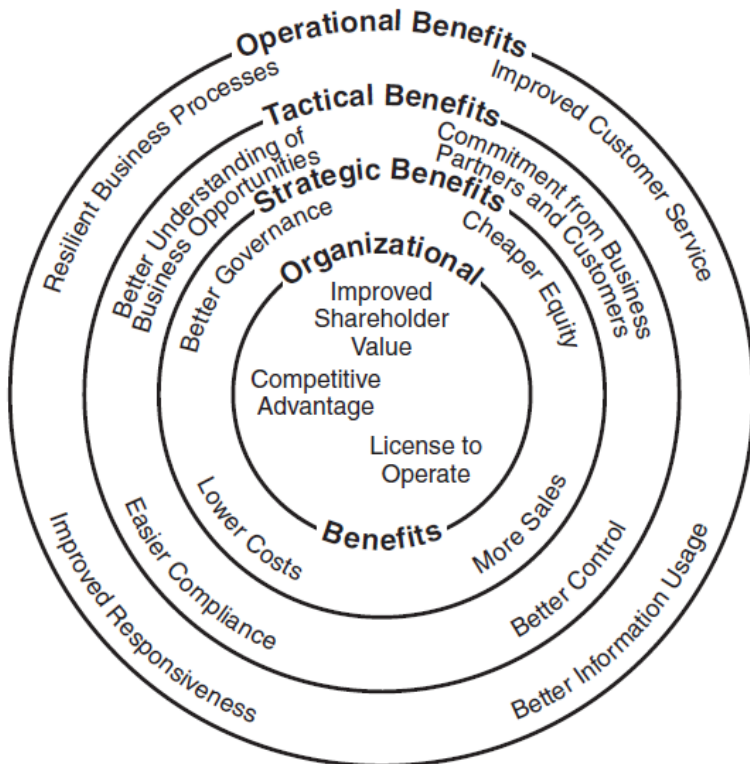 Operational Benefits
Resilient Business Processes
Improved Customer Service
Improved Responsiveness
Better Information Usage
Tactical Benefits
Better Understanding of
Business Opportunities
Commitment from Business
Partners and Customers
Easier Compliance
Better Control
Strategic Benefits
Better Governance
Cheaper Equity
Lower Costs
More Sales
Organizational
Improved
Shareholder
Value
Competitive
Advantage
License to
Operate
Benefits